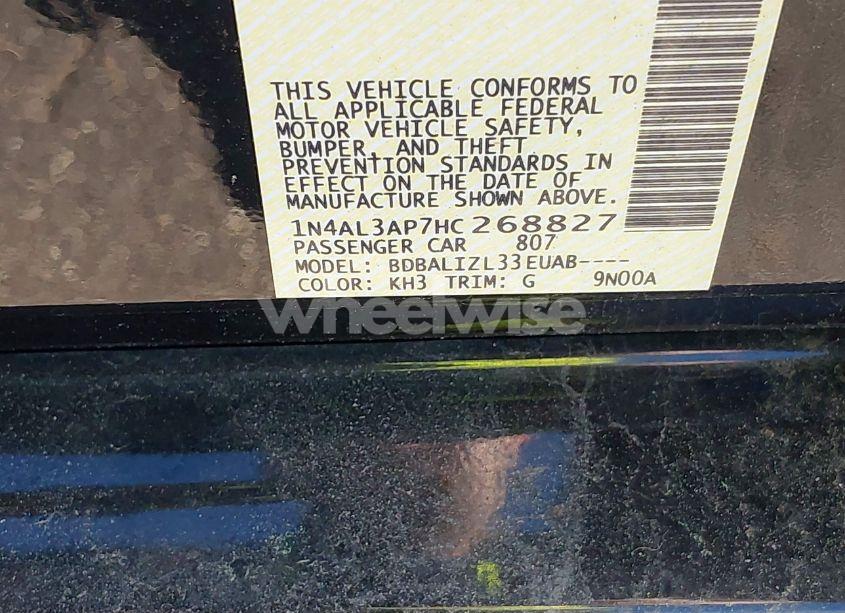 THIS VEHICLE CONFORMS TO
ALL APPLICABLE FEDERAL
MOTOR VEHICLE SAFETY,
BUMPER, AND THEFT
PREVENTION STANDARDS IN
EFFECT ON THE DATE OF
MANUFACTURE SHOWN ABOVE.
1N4AL3AP7HC268827
PASSENGER CAR 807
MODEL: BDBALIZL33EUAB----
COLOR: KH3 TRIM: G 9N00A
Wheelwise